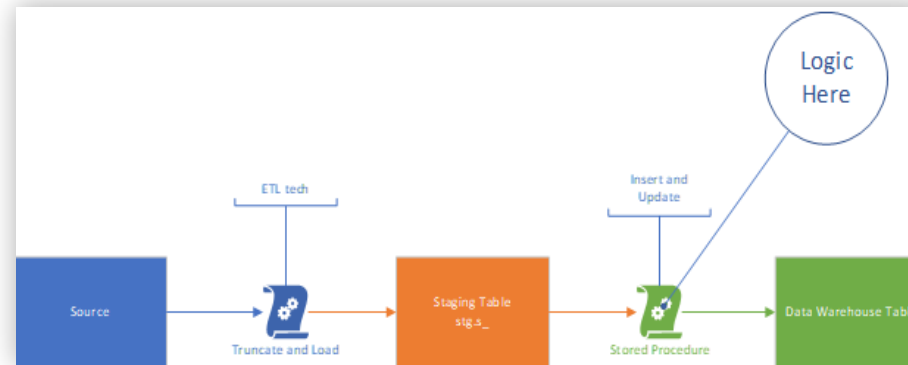 Logic
Here
ETL tech
Insert and
Update
Source
Staging Table
stg.s_
Data Warehouse Tab
Truncate and Load
Stored Procedure